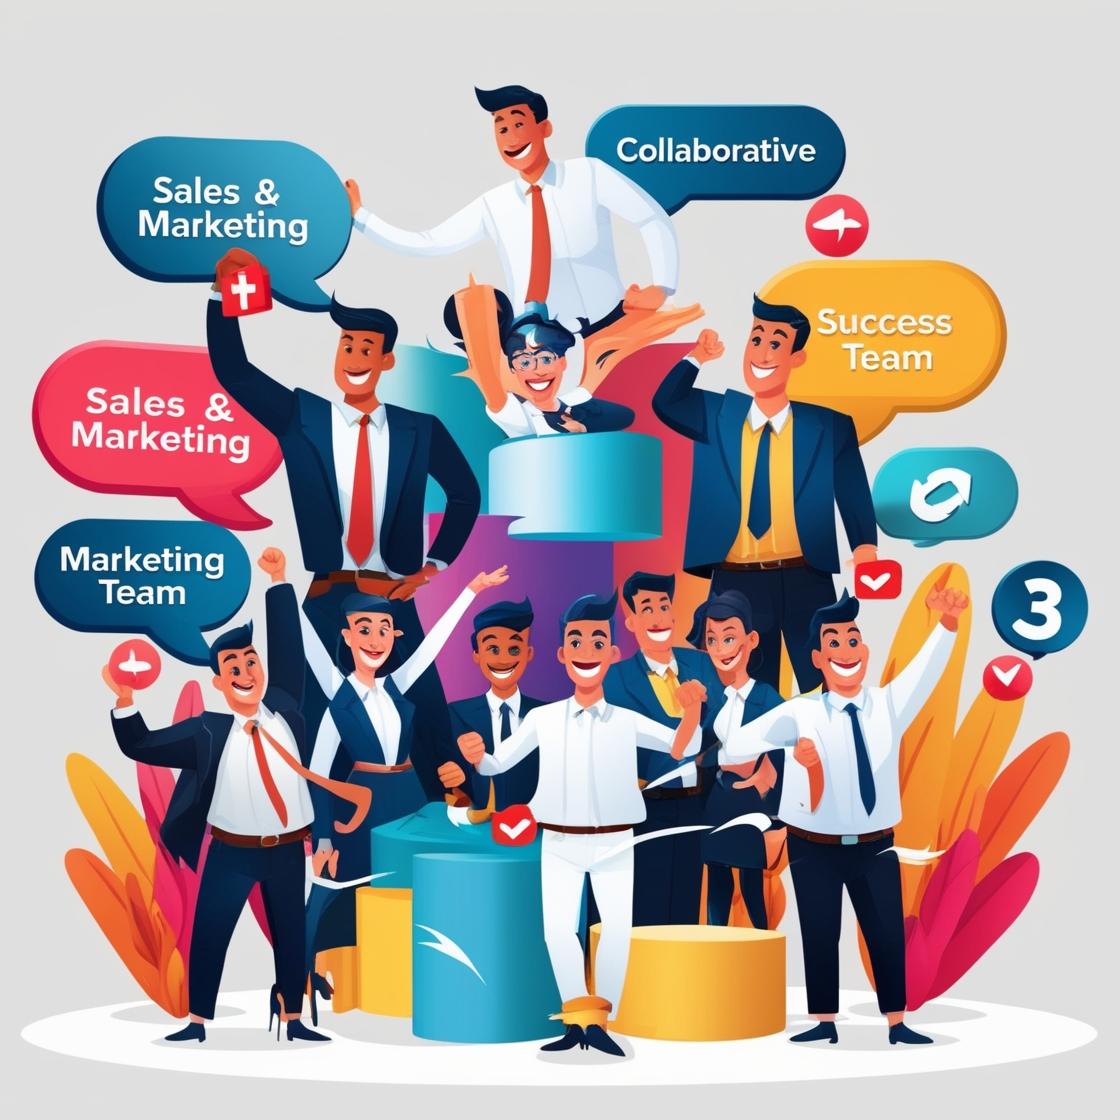 Collaborative
Sales &
Marketing
Success
Team
Sales &
Marketing
Marketing
Team
3